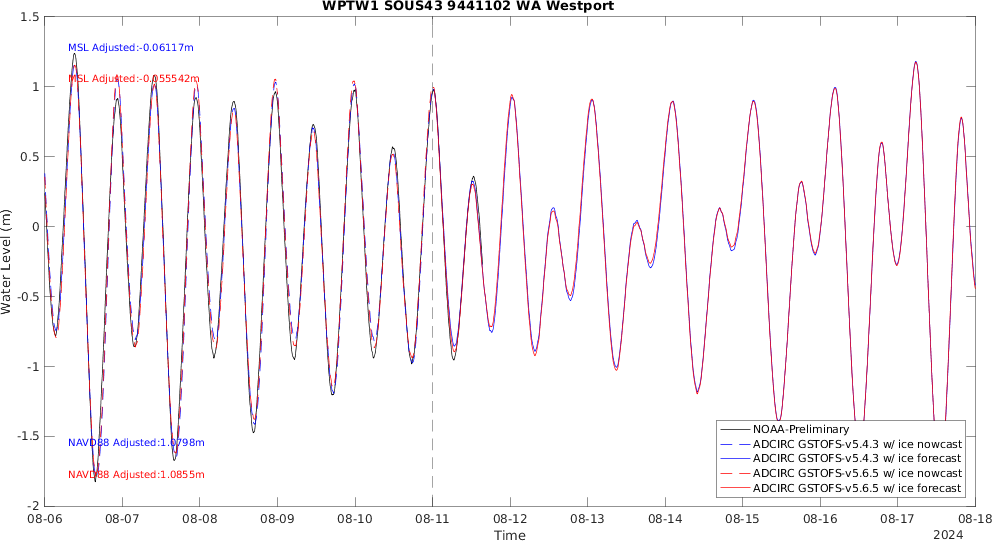 WPTW1 SOUS43 9441102 WA Westport
1.5
1
0.5
0
-0.5
-1
-1.5
-2
Water Level (m)
MSL Adjusted:-0.06117m
MSL Adjusted:-0.055542m
NAVD88 Adjusted:1.0798m
NAVD88 Adjusted:1.0855m
NOAA-Preliminary
ADCIRC GSTOFS-v5.4.3 w/ ice nowcast
ADCIRC GSTOFS-v5.4.3 w/ ice forecast
ADCIRC GSTOFS-v5.6.5 w/ ice nowcast
ADCIRC GSTOFS-v5.6.5 w/ ice forecast
08-06 08-07 08-08 08-09 08-10 08-11 08-12 08-13 08-14 08-15 08-16 08-17 08-18
Time
2024